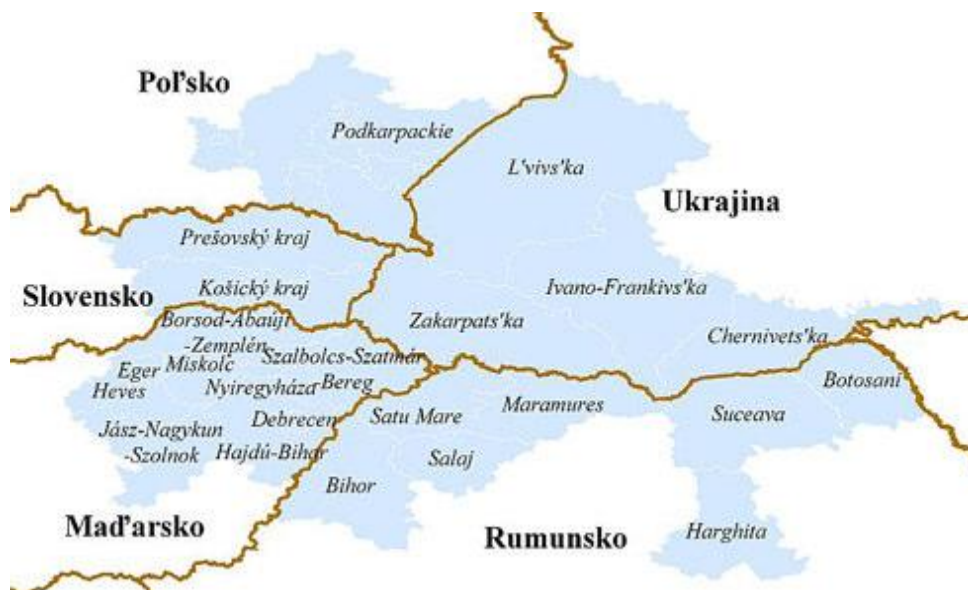 Poľsko
Podkarpackie
L'vivs'ka
Ukrajina
Prešovský kraj
Slovensko
Košický kraj
Ivano-Frankivs'ka
Borsod-Abaújt
-Zemplén
Zakarpats'ka
Chernivets'ka
Miskolc
Szalbolcs-Szatmár
Eger
Heves
Nyiregyháza
Bereg
Botosani
Debrecen
Satu Mare
Maramures
Suceava
Jász-Nagykun
-Szolnok
Hajdú-Bihar
Salaj
Bihor
Maďarsko
Rumunsko
Harghita